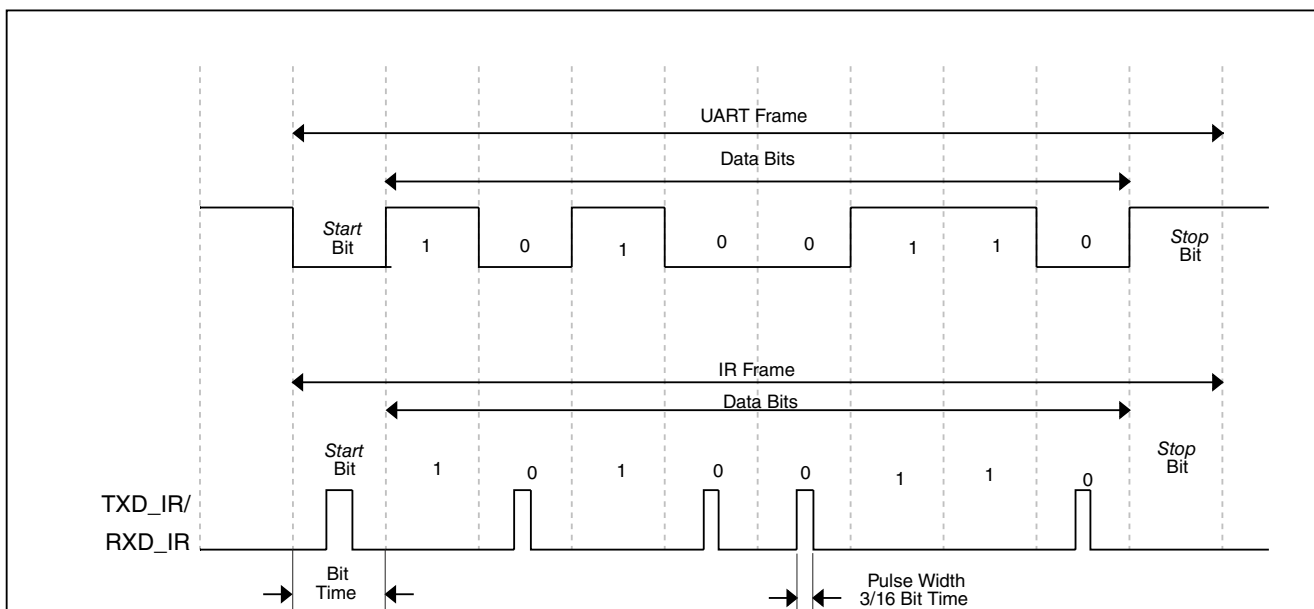 UART Frame
Data Bits
Start
Bit
1 0 1 0 0 1 1 0
Stop
Bit
IR Frame
Data Bits
Start
Bit
1 0 1 0 0 1 1 0
Stop
Bit
TXD_IR/
RXD_IR
Bit
Time
Pulse Width
3/16 Bit Time